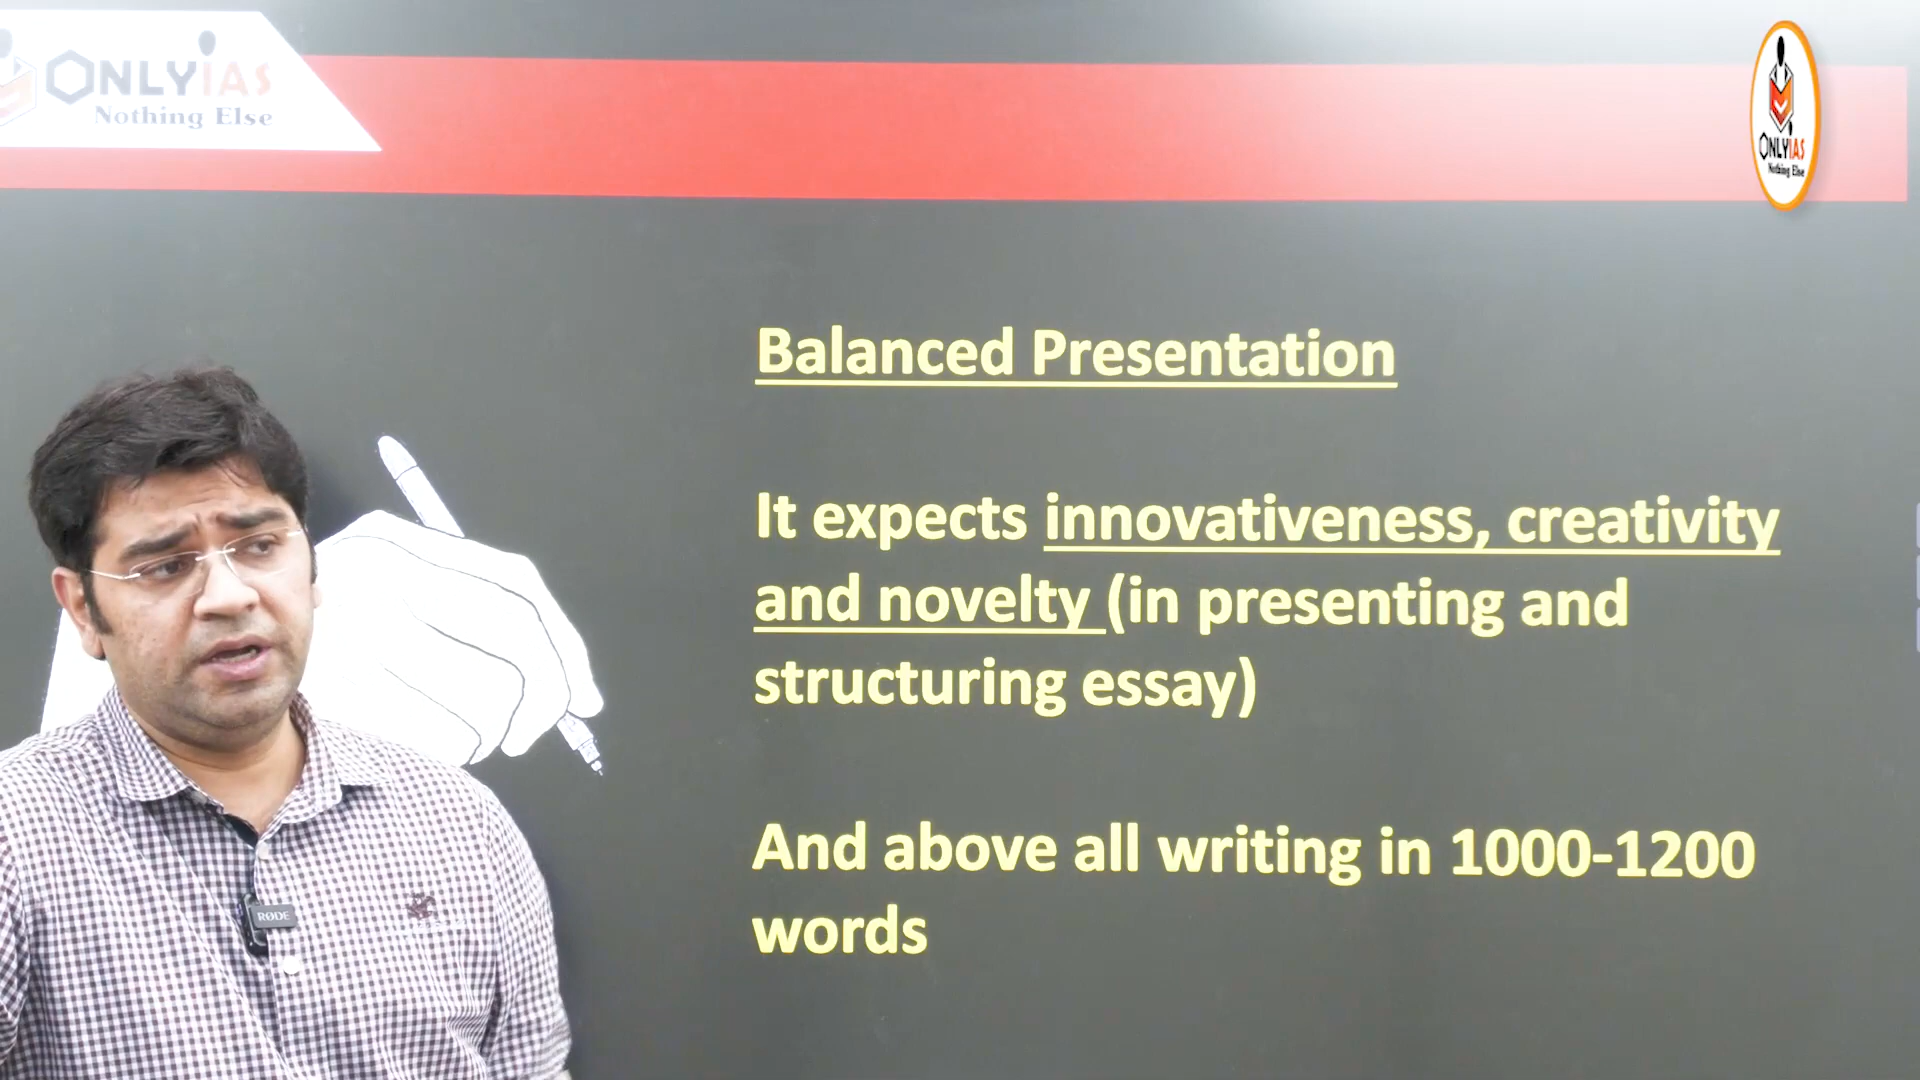 ONLYIAS
Nothing Else
ONLYIAS
Nothing Else
Balanced Presentation
It expects innovativeness, creativity
and novelty (in presenting and
structuring essay)
And above all writing in 1000-1200
words
RØDE